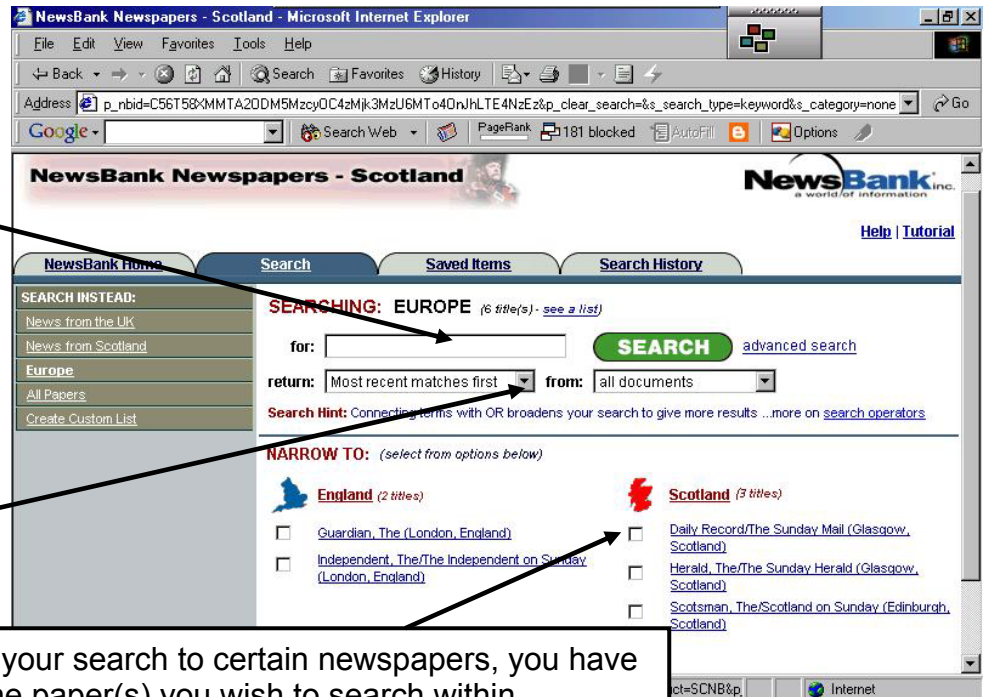 NewsBank Newspapers - Scotland - Microsoft Internet Explorer
File Edit View Favorites Tools Help
Back Search Favorites History
Address p_nbid=C56T58XMMTA2ODM5MzcyOC4zMjk3MzU6MTo4OnJhLTE4NzEz&p_clear_search=&s_search_type=keyword&s_category=none Go
Google Search Web PageRank 181 blocked AutoFill Options
NewsBank Newspapers - Scotland
NewsBank inc.
a world of information
Help | Tutorial
NewsBank Home Search Saved Items Search History
SEARCH INSTEAD:
News from the UK
News from Scotland
Europe
All Papers
Create Custom List
SEARCHING: EUROPE (6 title(s) - see a list)
for: SEARCH advanced search
return: Most recent matches first from: all documents
Search Hint: Connecting terms with OR broadens your search to give more results ...more on search operators
NARROW TO: (select from options below)
England (2 titles)
Guardian, The (London, England)
Independent, The/The Independent on Sunday
(London, England)
Scotland (3 titles)
Daily Record/The Sunday Mail (Glasgow,
Scotland)
Herald, The/The Sunday Herald (Glasgow,
Scotland)
Scotsman, The/Scotland on Sunday (Edinburgh,
Scotland)
your search to certain newspapers, you have
paper(s) you wish to search within
ct=SCNB&p Internet